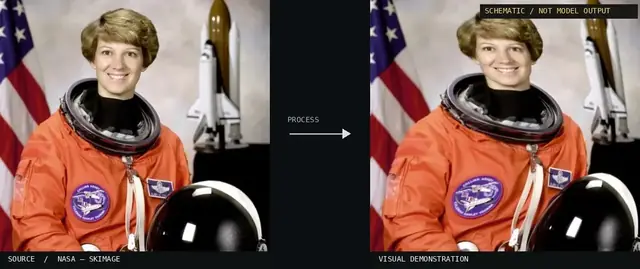 SCHEMATIC / NOT MODEL OUTPUT
PROCESS
SOURCE / NASA — SKIMAGE
VISUAL DEMONSTRATION